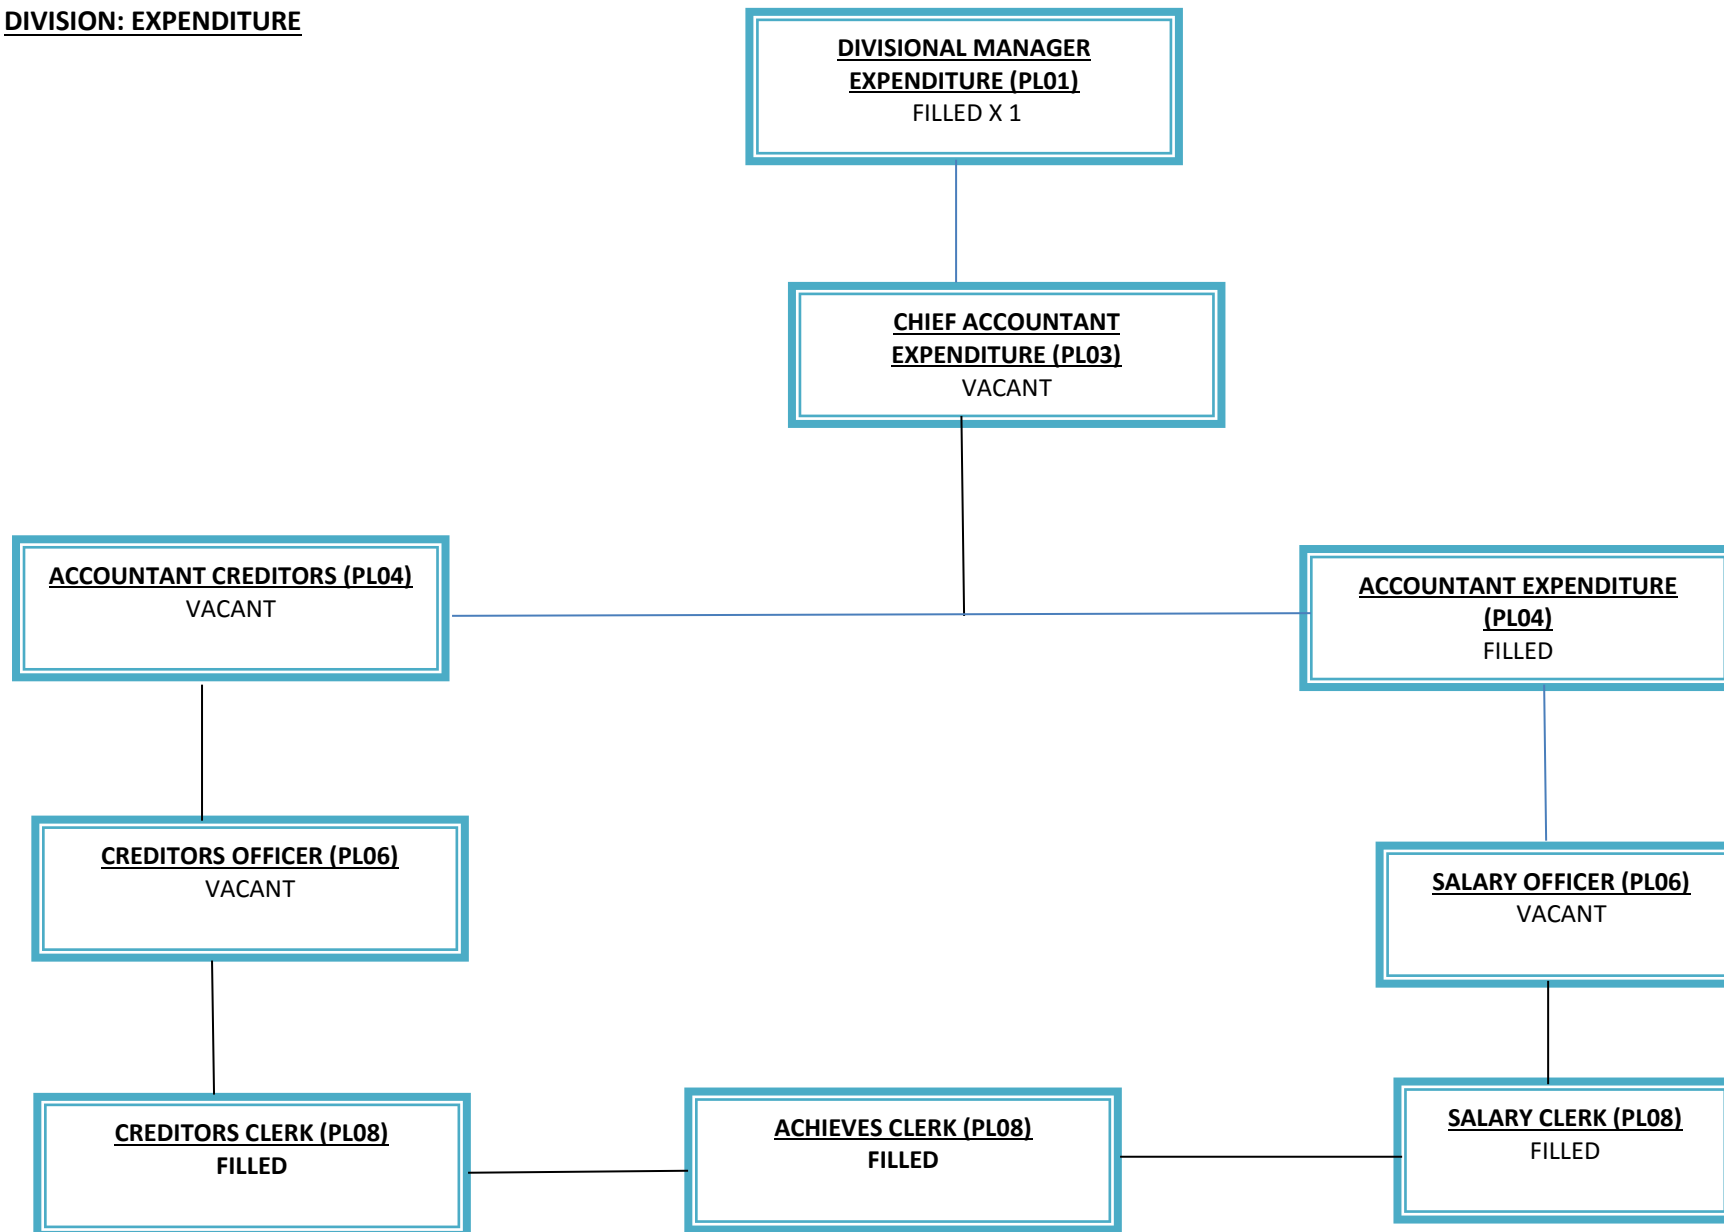 DIVISION: EXPENDITURE
DIVISIONAL MANAGER
EXPENDITURE (PL01)
FILLED X 1
CHIEF ACCOUNTANT
EXPENDITURE (PL03)
VACANT
ACCOUNTANT CREDITORS (PL04)
VACANT
ACCOUNTANT EXPENDITURE
(PL04)
FILLED
CREDITORS OFFICER (PL06)
VACANT
SALARY OFFICER (PL06)
VACANT
CREDITORS CLERK (PL08)
FILLED
ACHIEVES CLERK (PL08)
FILLED
SALARY CLERK (PL08)
FILLED